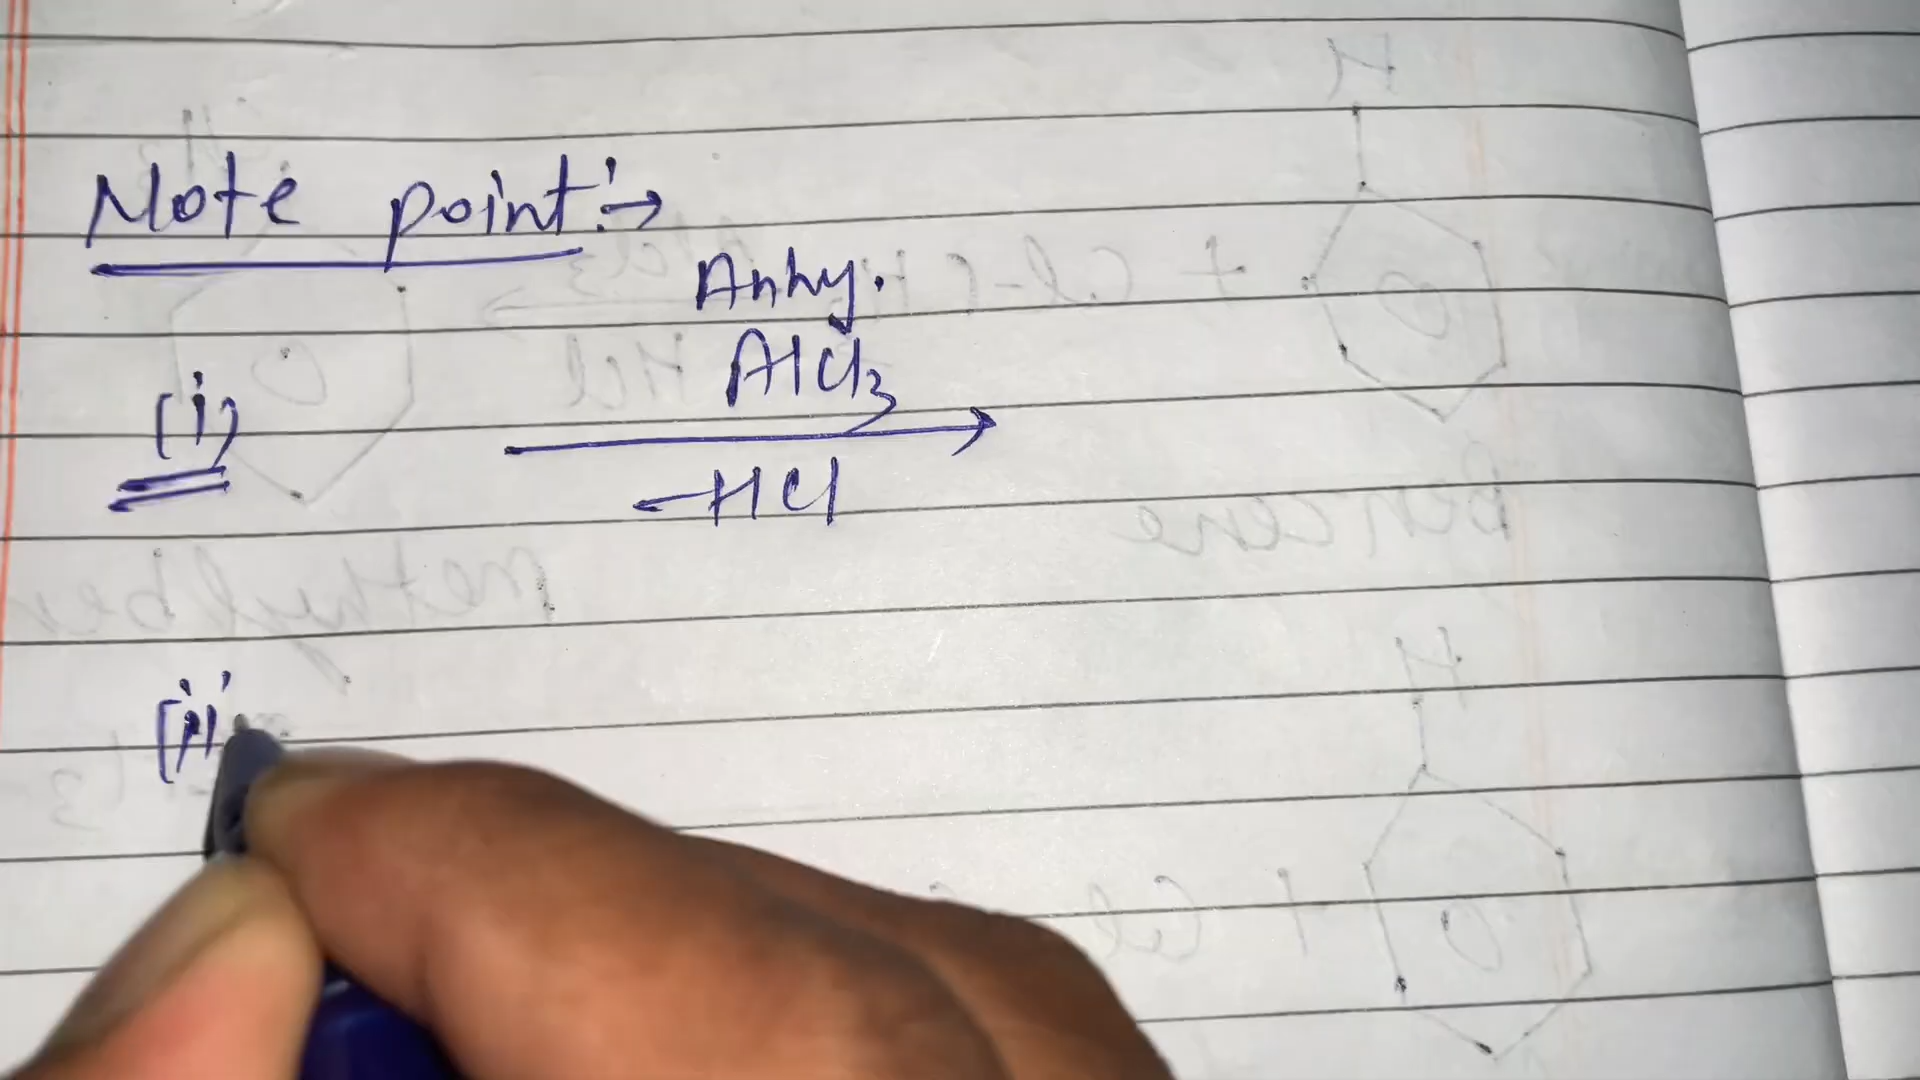 Note point:→
Anhy.
AlCl3
(i) ⟶
-HCl
(ii